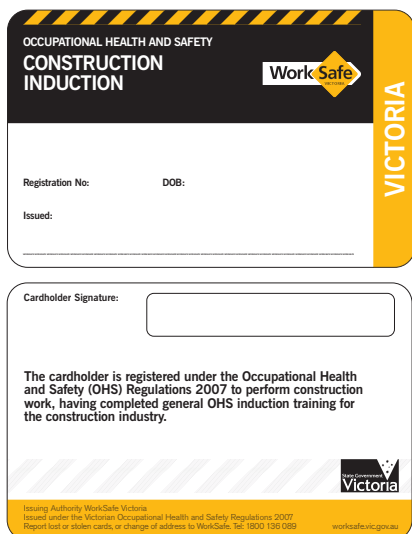 OCCUPATIONAL HEALTH AND SAFETY
CONSTRUCTION
INDUCTION
WorkSafe
VICTORIA
VICTORIA
Registration No: DOB:
Issued:
Cardholder Signature:
The cardholder is registered under the Occupational Health
and Safety (OHS) Regulations 2007 to perform construction
work, having completed general OHS induction training for
the construction industry.
State Government
Victoria
Issuing Authority WorkSafe Victoria
Issued under the Victorian Occupational Health and Safety Regulations 2007
Report lost or stolen cards, or change of address to WorkSafe. Tel: 1800 136 089 worksafe.vic.gov.au